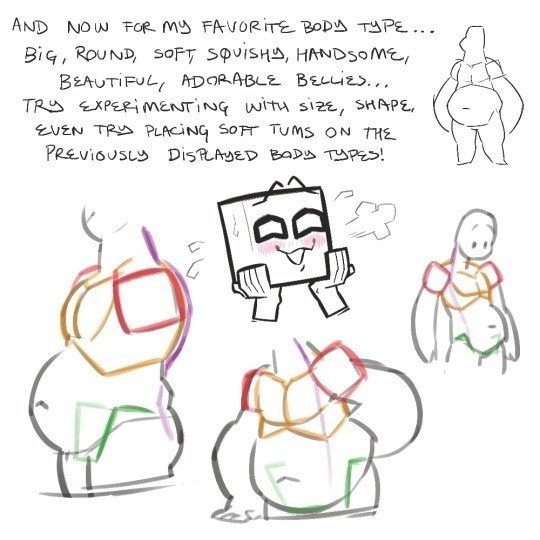 AND NOW FOR MY FAVORITE BODY TYPE...
BIG, ROUND, SOFT, SQUISHY, HANDSOME,
BEAUTIFUL, ADORABLE BELLIES...
TRY EXPERIMENTING WITH SIZE, SHAPE,
EVEN TRY PLACING SOFT TUMS ON THE
PREVIOUSLY DISPLAYED BODY TYPES!